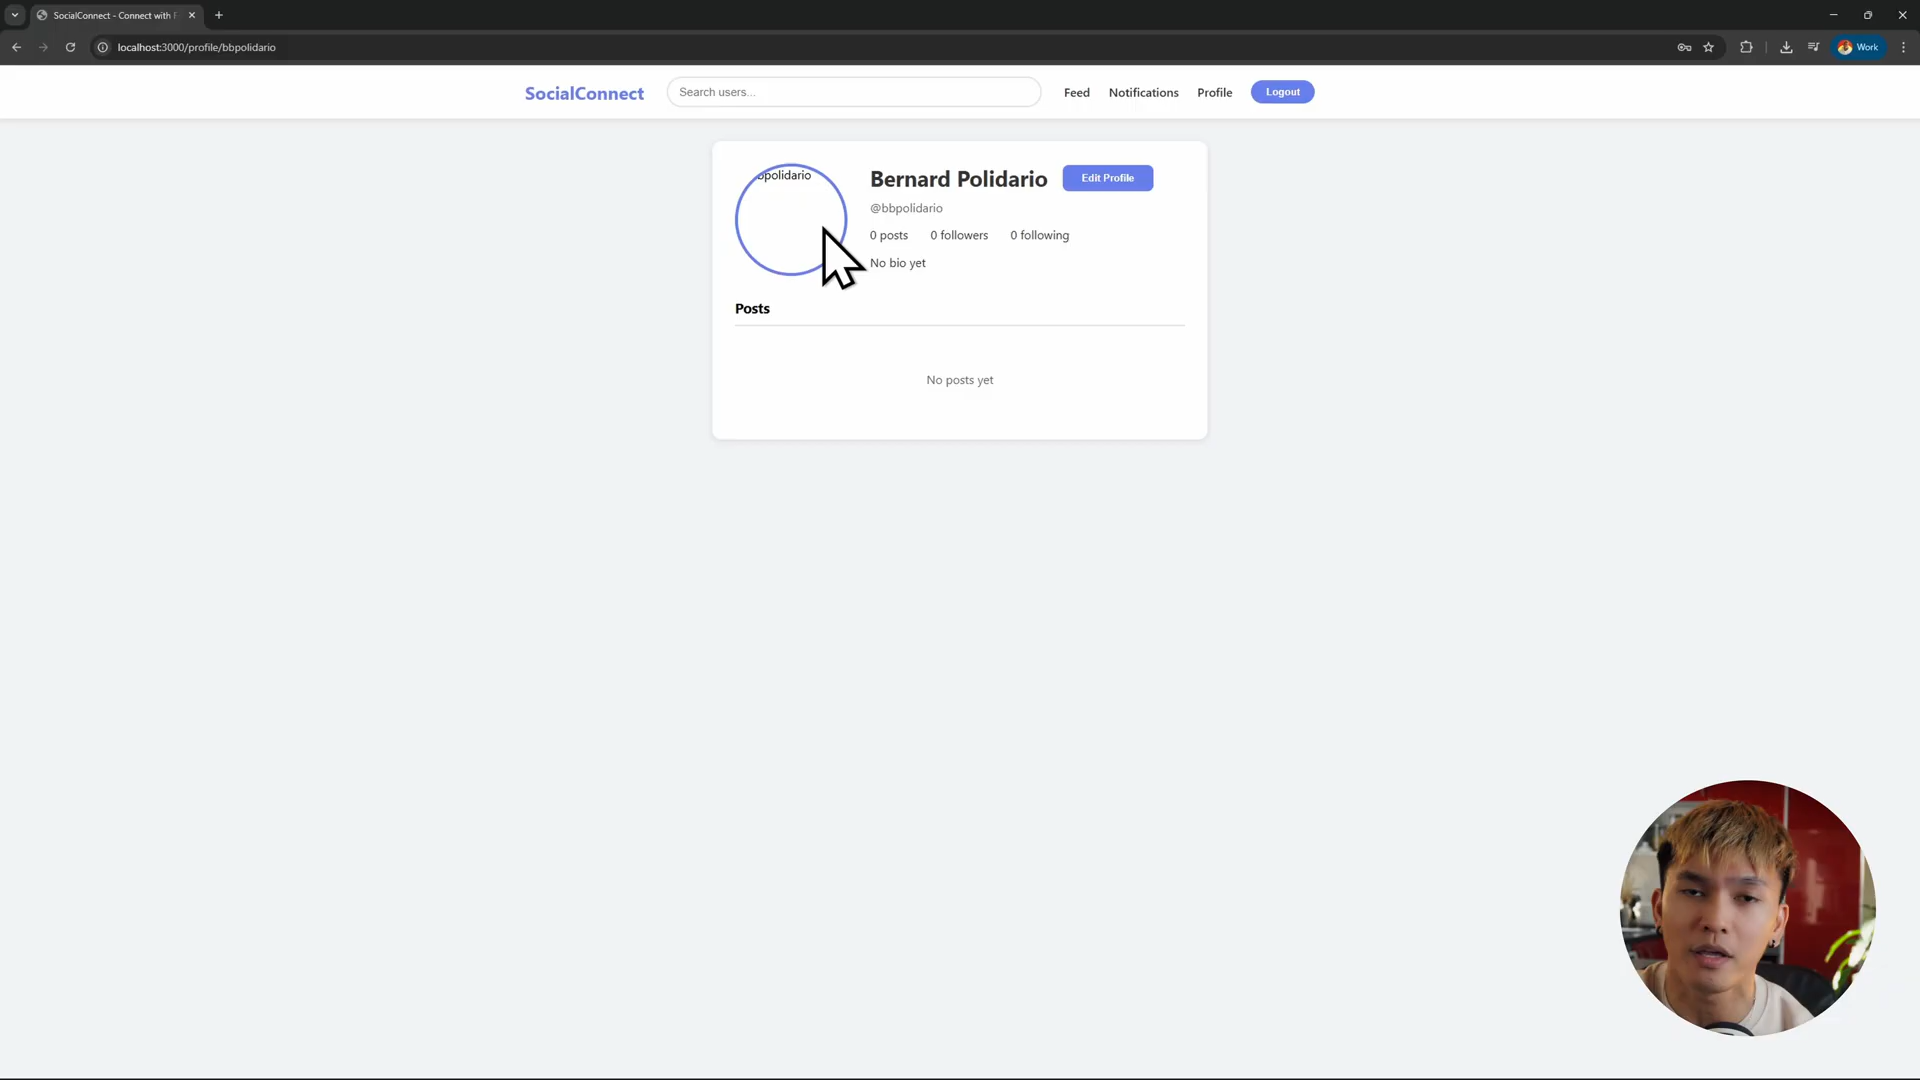 SocialConnect - Connect with F
localhost:3000/profile/bbpolidario
Work
SocialConnect
Search users...
Feed
Notifications
Profile
Logout
bpolidario
Bernard Polidario
Edit Profile
@bbpolidario
0 posts
0 followers
0 following
No bio yet
Posts
No posts yet